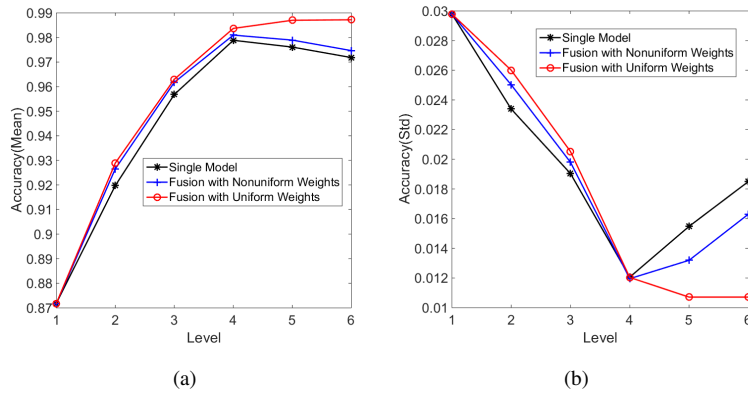 0.99
0.98
0.97
0.96
0.95
0.94
0.93
0.92
0.91
0.9
0.89
0.88
0.87
Accuracy(Mean)
1 2 3 4 5 6
Level
Single Model
Fusion with Nonuniform Weights
Fusion with Uniform Weights
(a)
0.03
0.028
0.026
0.024
0.022
0.02
0.018
0.016
0.014
0.012
0.01
Accuracy(Std)
1 2 3 4 5 6
Level
Single Model
Fusion with Nonuniform Weights
Fusion with Uniform Weights
(b)